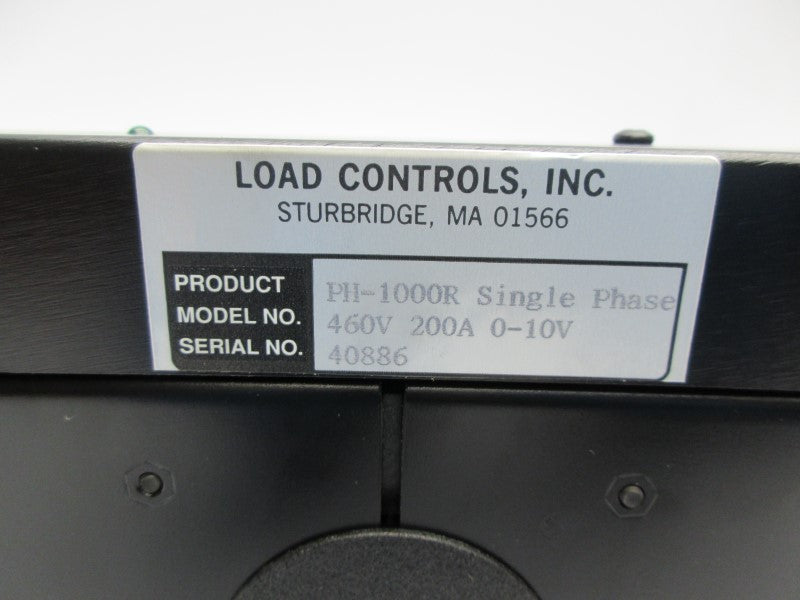 LOAD CONTROLS, INC.
STURBRIDGE, MA 01566
PRODUCT PH-1000R Single Phase
MODEL NO. 460V 200A 0-10V
SERIAL NO. 40886